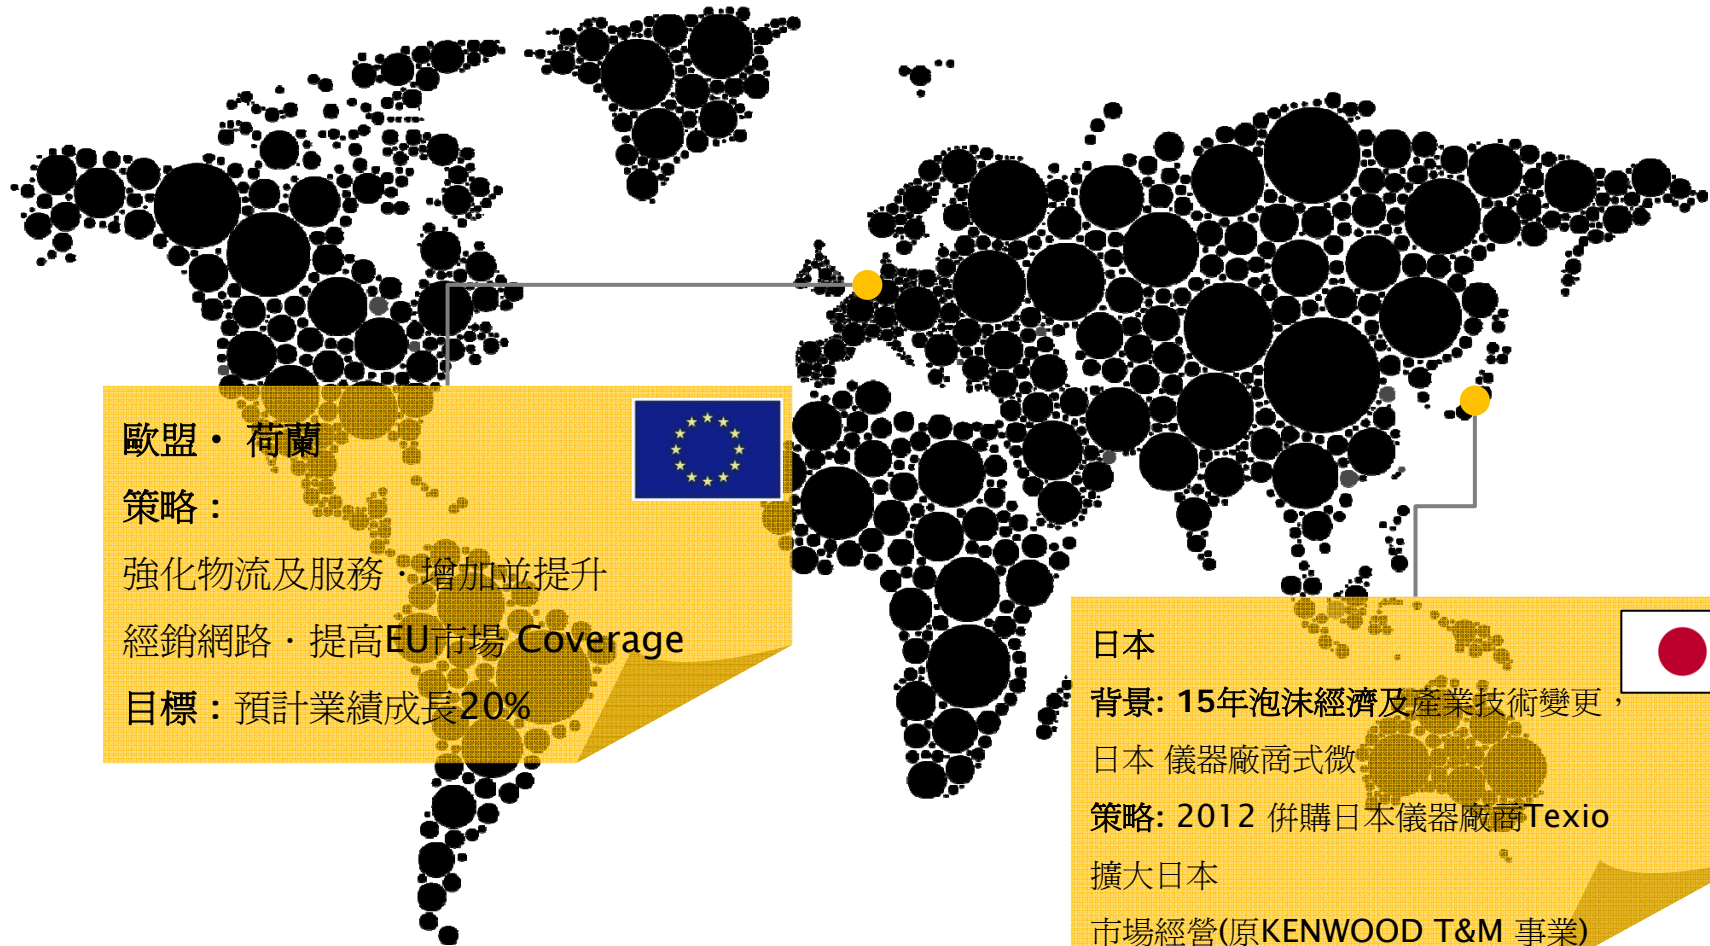 歐盟・ 荷蘭
策略：
強化物流及服務・增加並提升
經銷網路・提高EU市場 Coverage
目標：預計業績成長20%
日本
背景: 15年泡沫經濟及產業技術變更，
日本 儀器廠商式微
策略: 2012 併購日本儀器廠商Texio
擴大日本
市場經營(原KENWOOD T&M 事業)